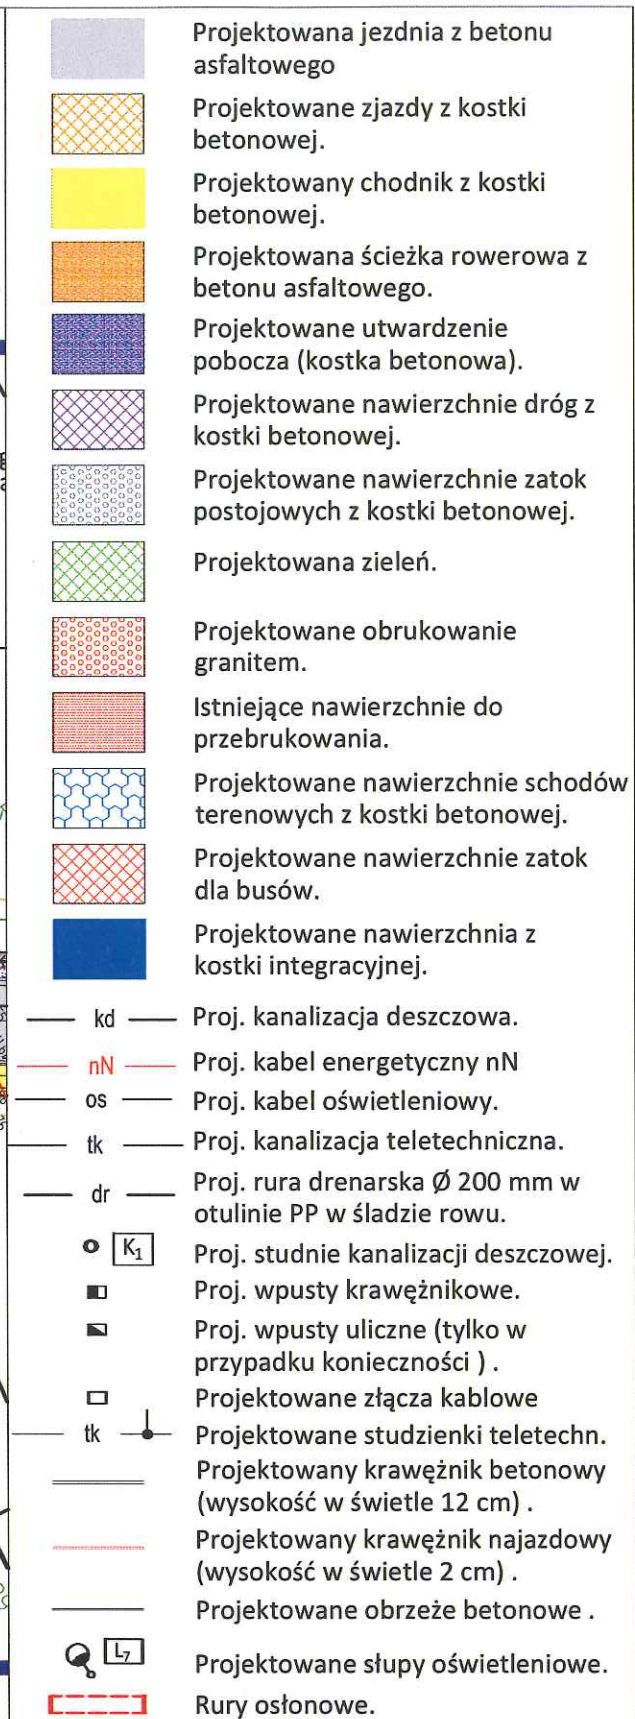 Projektowana jezdnia z betonu
asfaltowego
Projektowane zjazdy z kostki
betonowej.
Projektowany chodnik z kostki
betonowej.
Projektowana ścieżka rowerowa z
betonu asfaltowego.
Projektowane utwardzenie
pobocza (kostka betonowa).
Projektowane nawierzchnie dróg z
kostki betonowej.
Projektowane nawierzchnie zatok
postojowych z kostki betonowej.
Projektowana zieleń.
Projektowane obrukowanie
granitem.
Istniejące nawierzchnie do
przebrukowania.
Projektowane nawierzchnie schodów
terenowych z kostki betonowej.
Projektowane nawierzchnie zatok
dla busów.
Projektowane nawierzchnia z
kostki integracyjnej.
kd Proj. kanalizacja deszczowa.
nN Proj. kabel energetyczny nN
os Proj. kabel oświetleniowy.
tk Proj. kanalizacja teletechniczna.
dr Proj. rura drenarska Ø 200 mm w
otulinie PP w śladzie rowu.
K₁ Proj. studnie kanalizacji deszczowej.
Proj. wpusty krawężnikowe.
Proj. wpusty uliczne (tylko w
przypadku konieczności ) .
Projektowane złącza kablowe
tk Projektowane studzienki teletechn.
Projektowany krawężnik betonowy
(wysokość w świetle 12 cm) .
Projektowany krawężnik najazdowy
(wysokość w świetle 2 cm) .
Projektowane obrzeże betonowe .
L₇ Projektowane słupy oświetleniowe.
Rury osłonowe.